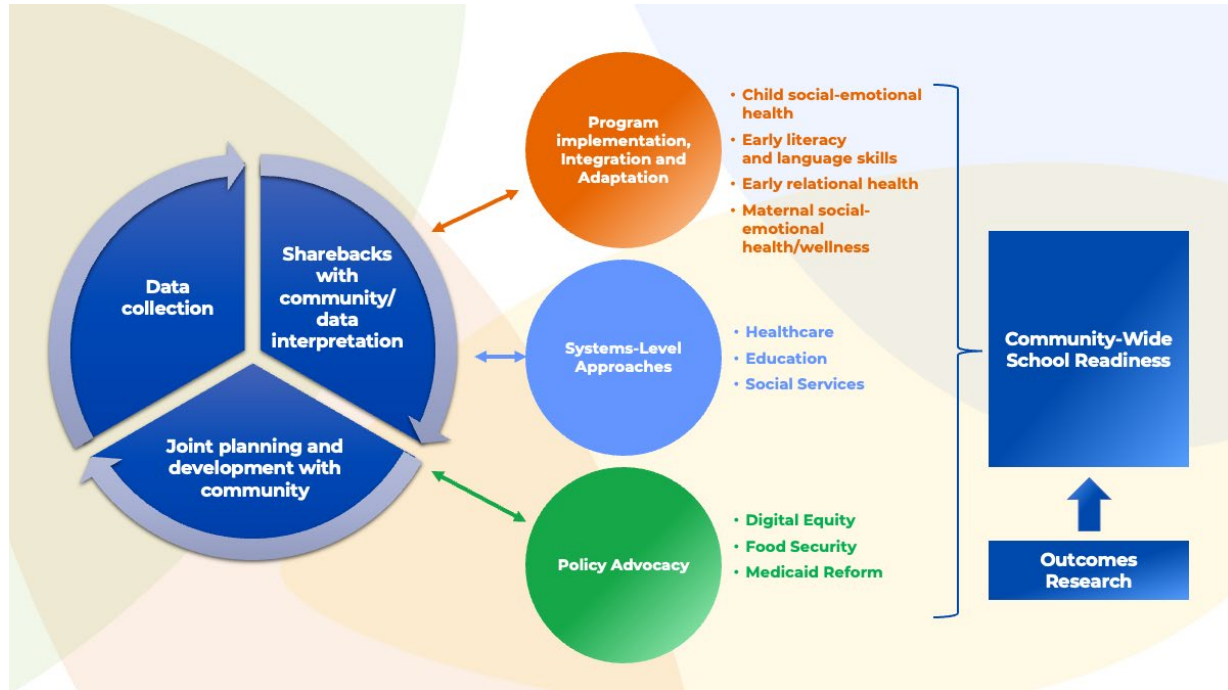 Data
collection
Sharebacks
with
community/
data
interpretation
Joint planning and
development with
community
Program
implementation,
Integration and
Adaptation
• Child social-emotional
health
• Early literacy
and language skills
• Early relational health
• Maternal social-
emotional
health/wellness
Systems-Level
Approaches
• Healthcare
• Education
• Social Services
Policy Advocacy
• Digital Equity
• Food Security
• Medicaid Reform
Community-Wide
School Readiness
Outcomes
Research